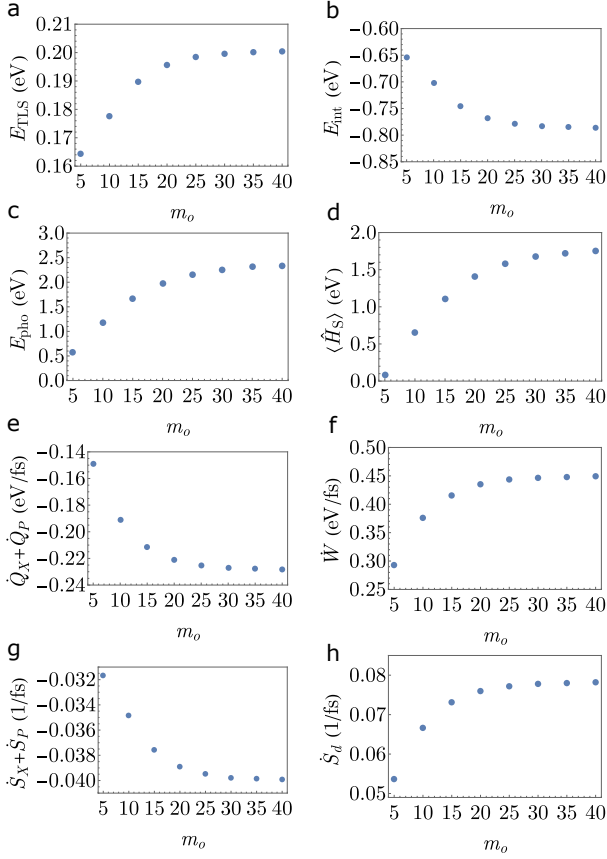 a
0.21
0.20
0.19
0.18
0.17
0.16
E_TLS (eV)
5 10 15 20 25 30 35 40
m_o
b
−0.60
−0.65
−0.70
−0.75
−0.80
−0.85
E_int (eV)
5 10 15 20 25 30 35 40
m_o
c
3.0
2.5
2.0
1.5
1.0
0.5
0.0
E_pho (eV)
5 10 15 20 25 30 35 40
m_o
d
2.0
1.5
1.0
0.5
0.0
⟨Ĥ_S⟩ (eV)
5 10 15 20 25 30 35 40
m_o
e
−0.14
−0.16
−0.18
−0.20
−0.22
−0.24
Q̇_X+Q̇_P (eV/fs)
5 10 15 20 25 30 35 40
m_o
f
0.50
0.45
0.40
0.35
0.30
0.25
Ẇ (eV/fs)
5 10 15 20 25 30 35 40
m_o
g
−0.032
−0.034
−0.036
−0.038
−0.040
Ṡ_X+Ṡ_P (1/fs)
5 10 15 20 25 30 35 40
m_o
h
0.08
0.07
0.06
0.05
Ṡ_d (1/fs)
5 10 15 20 25 30 35 40
m_o